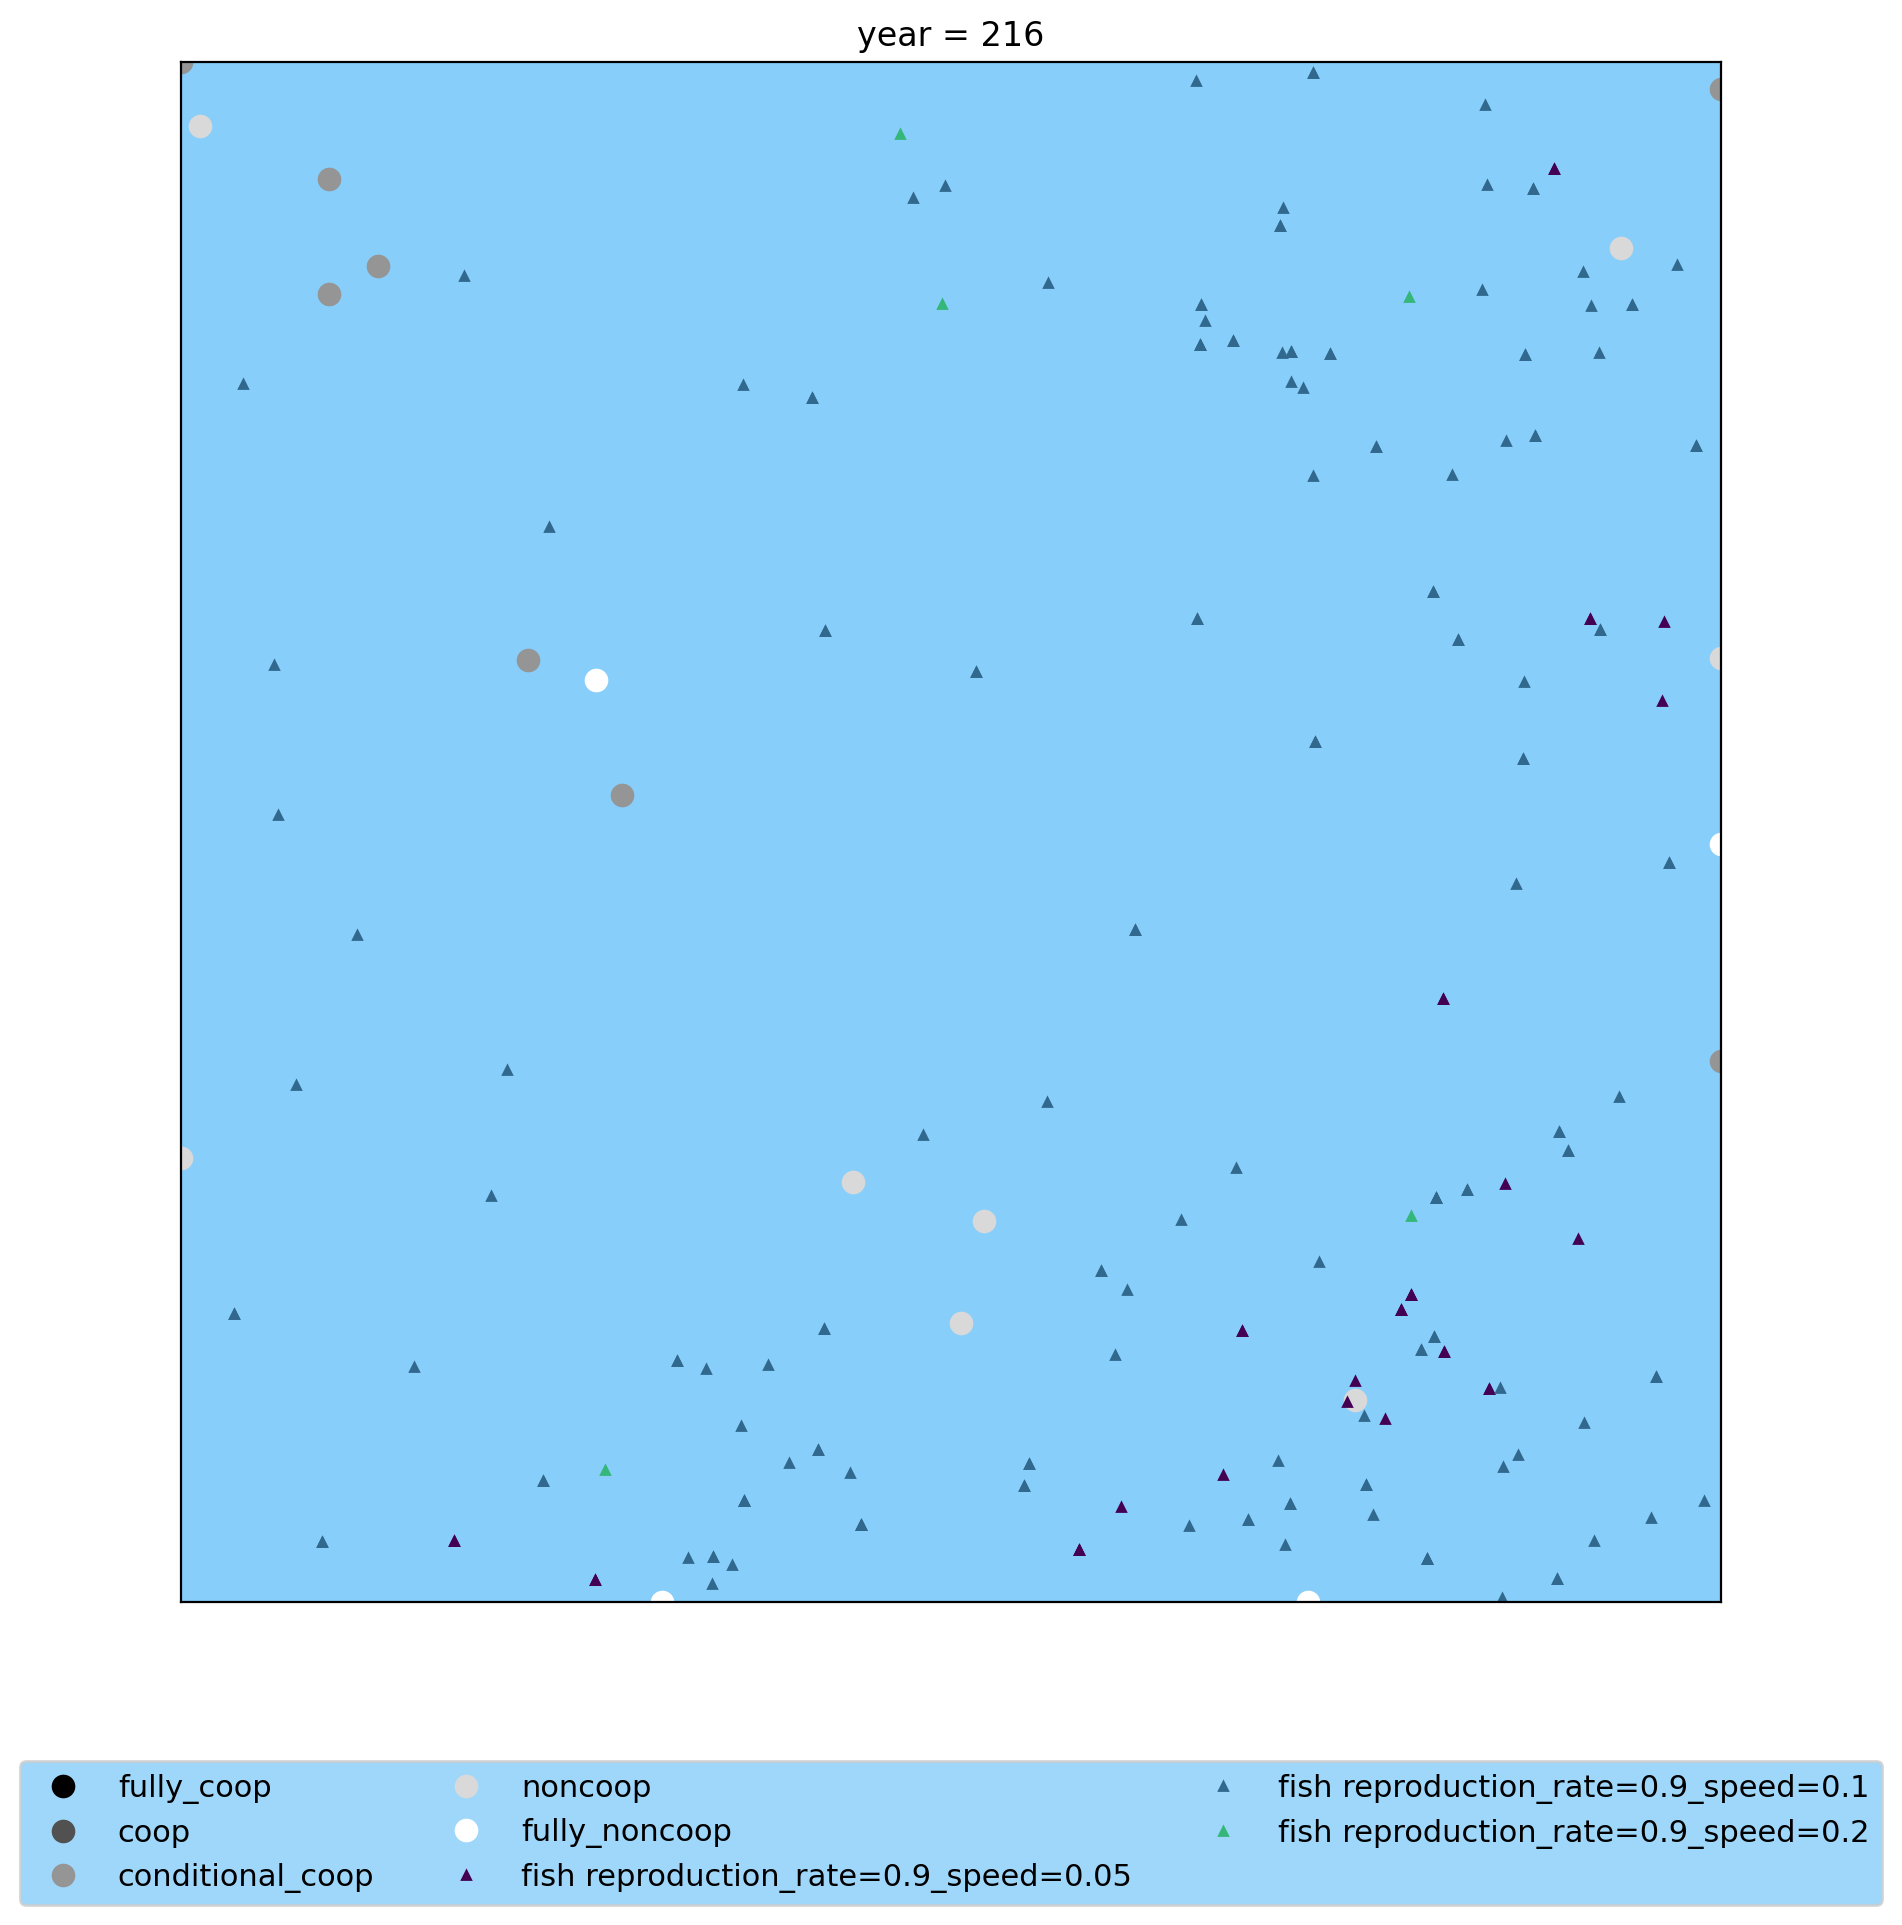 year = 216
fully_coop
coop
conditional_coop
noncoop
fully_noncoop
fish reproduction_rate=0.9_speed=0.05
fish reproduction_rate=0.9_speed=0.1
fish reproduction_rate=0.9_speed=0.2